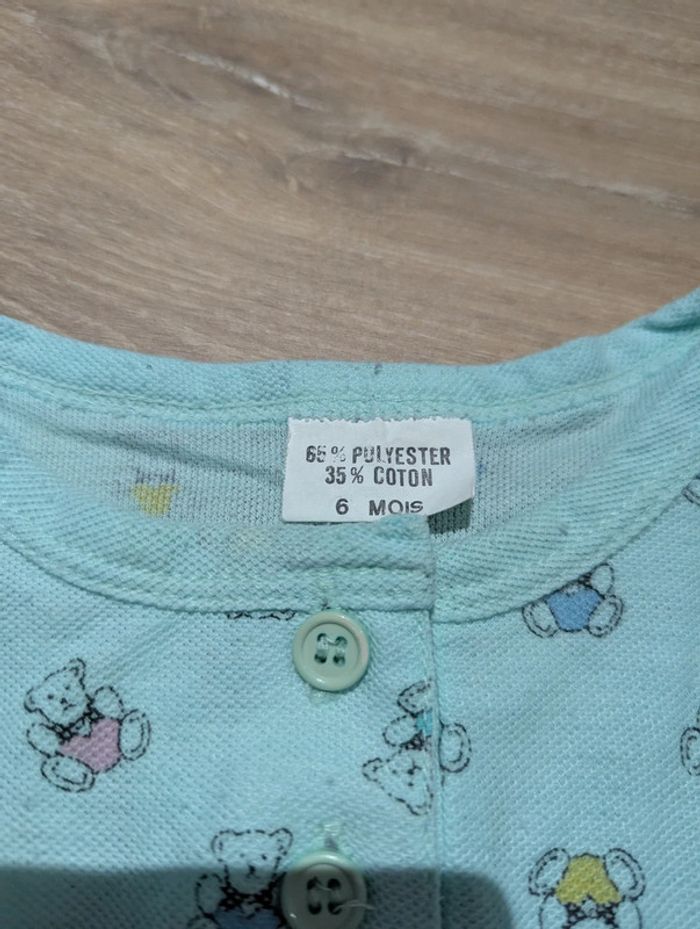 65% POLYESTER
35% COTON
6 MOIS